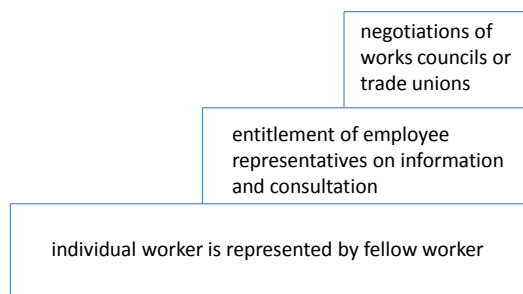 negotiations of
works councils or
trade unions
entitlement of employee
representatives on information
and consultation
individual worker is represented by fellow worker